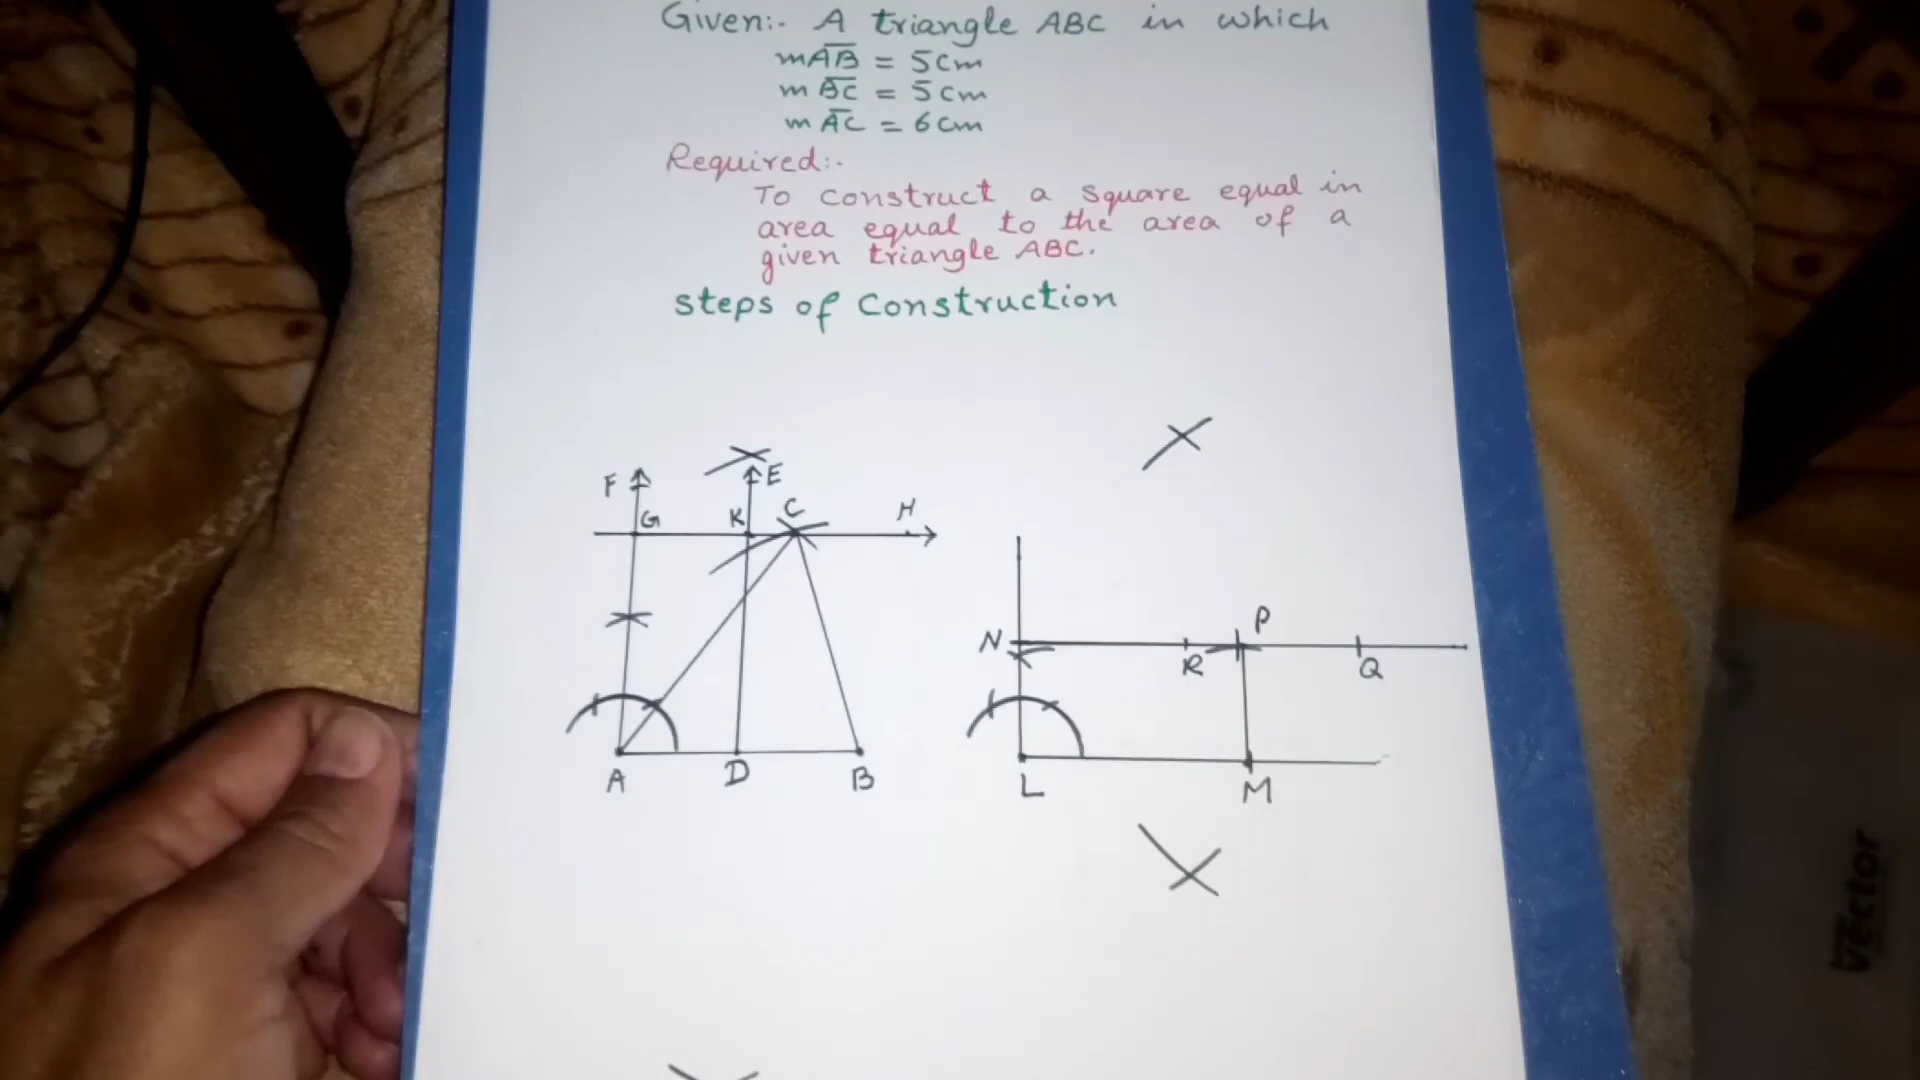 Given:- A triangle ABC in which
mAB = 5cm
mBC = 5cm
mAC = 6cm
Required:-
To construct a square equal in
area equal to the area of a
given triangle ABC.
Steps of Construction
F E
G K C H
A D B
P
N R Q
L M
Vector